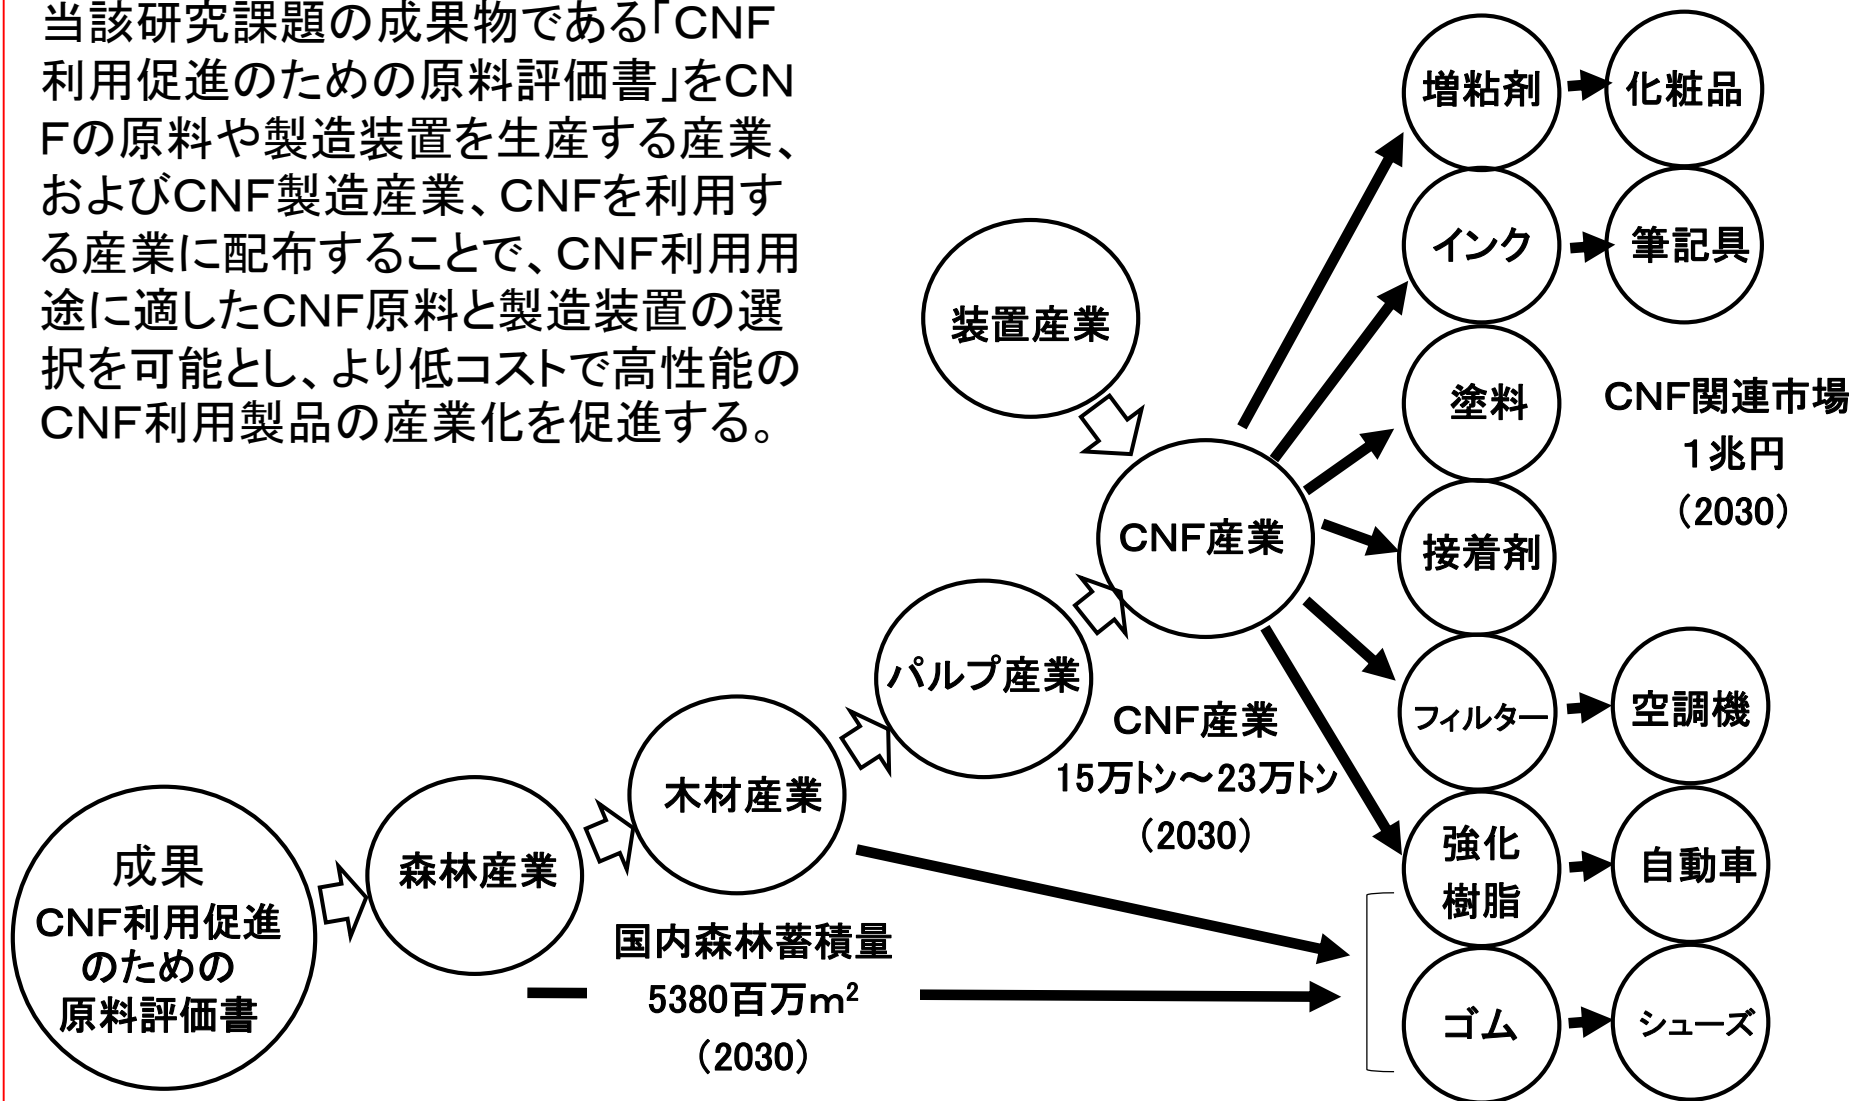 当該研究課題の成果物である「CNF
利用促進のための原料評価書」をCN
Fの原料や製造装置を生産する産業、
およびCNF製造産業、CNFを利用す
る産業に配布することで、CNF利用用
途に適したCNF原料と製造装置の選
択を可能とし、より低コストで高性能の
CNF利用製品の産業化を促進する。
増粘剤
化粧品
インク
筆記具
装置産業
塗料
CNF関連市場
1兆円
（2030）
CNF産業
接着剤
パルプ産業
CNF産業
15万トン～23万トン
（2030）
フィルター
空調機
木材産業
強化
樹脂
自動車
成果
CNF利用促進
のための
原料評価書
森林産業
国内森林蓄積量
5380百万m²
（2030）
ゴム
シューズ